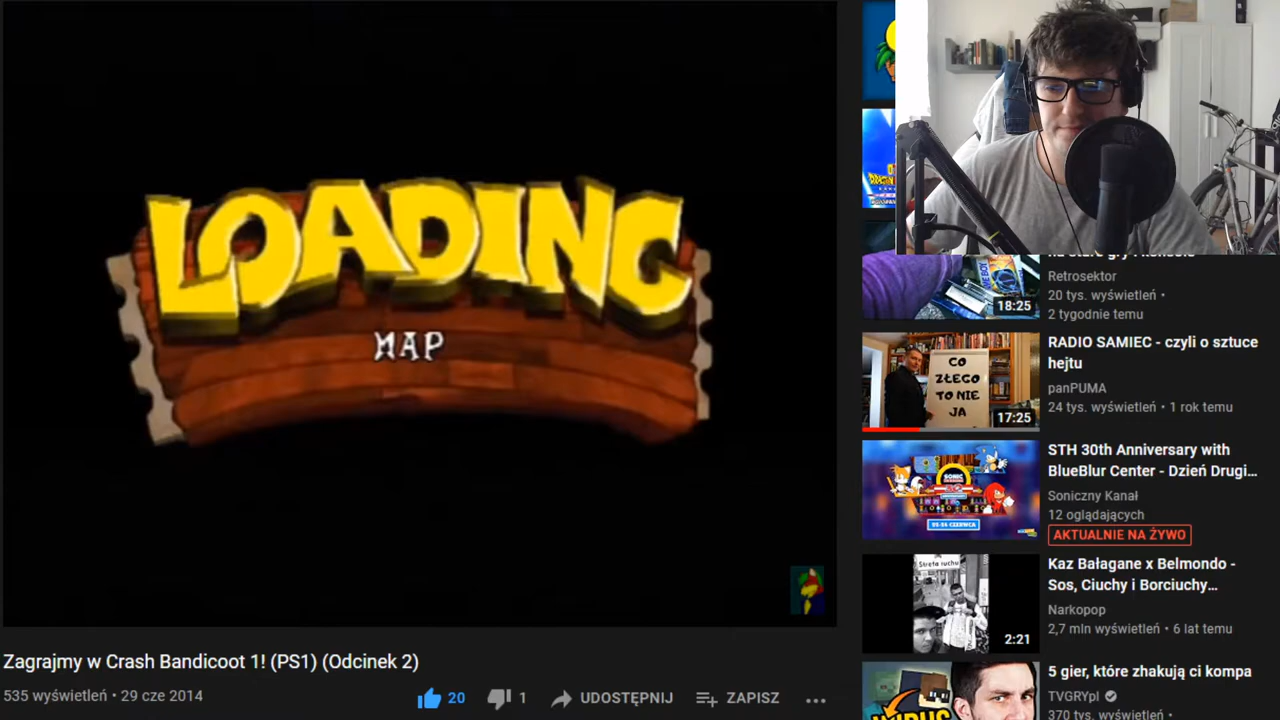 LOADING
MAP
Zagrajmy w Crash Bandicoot 1! (PS1) (Odcinek 2)
535 wyświetleń • 29 cze 2014
20
1
UDOSTĘPNIJ
ZAPISZ
Retrosektor
20 tys. wyświetleń •
2 tygodnie temu
18:25
RADIO SAMIEC - czyli o sztuce
hejtu
panPUMA
24 tys. wyświetleń • 1 rok temu
CO
ZŁEGO
TO NIE
JA
17:25
STH 30th Anniversary with
BlueBlur Center - Dzień Drugi...
Soniczny Kanał
12 oglądających
AKTUALNIE NA ŻYWO
SONIC
Kaz Bałagane x Belmondo -
Sos, Ciuchy i Borciuchy...
Narkopop
2,7 mln wyświetleń • 6 lat temu
Strefa ruchu
2:21
5 gier, które zhakują ci kompa
TVGRYpl
370 tys. wyświetleń •